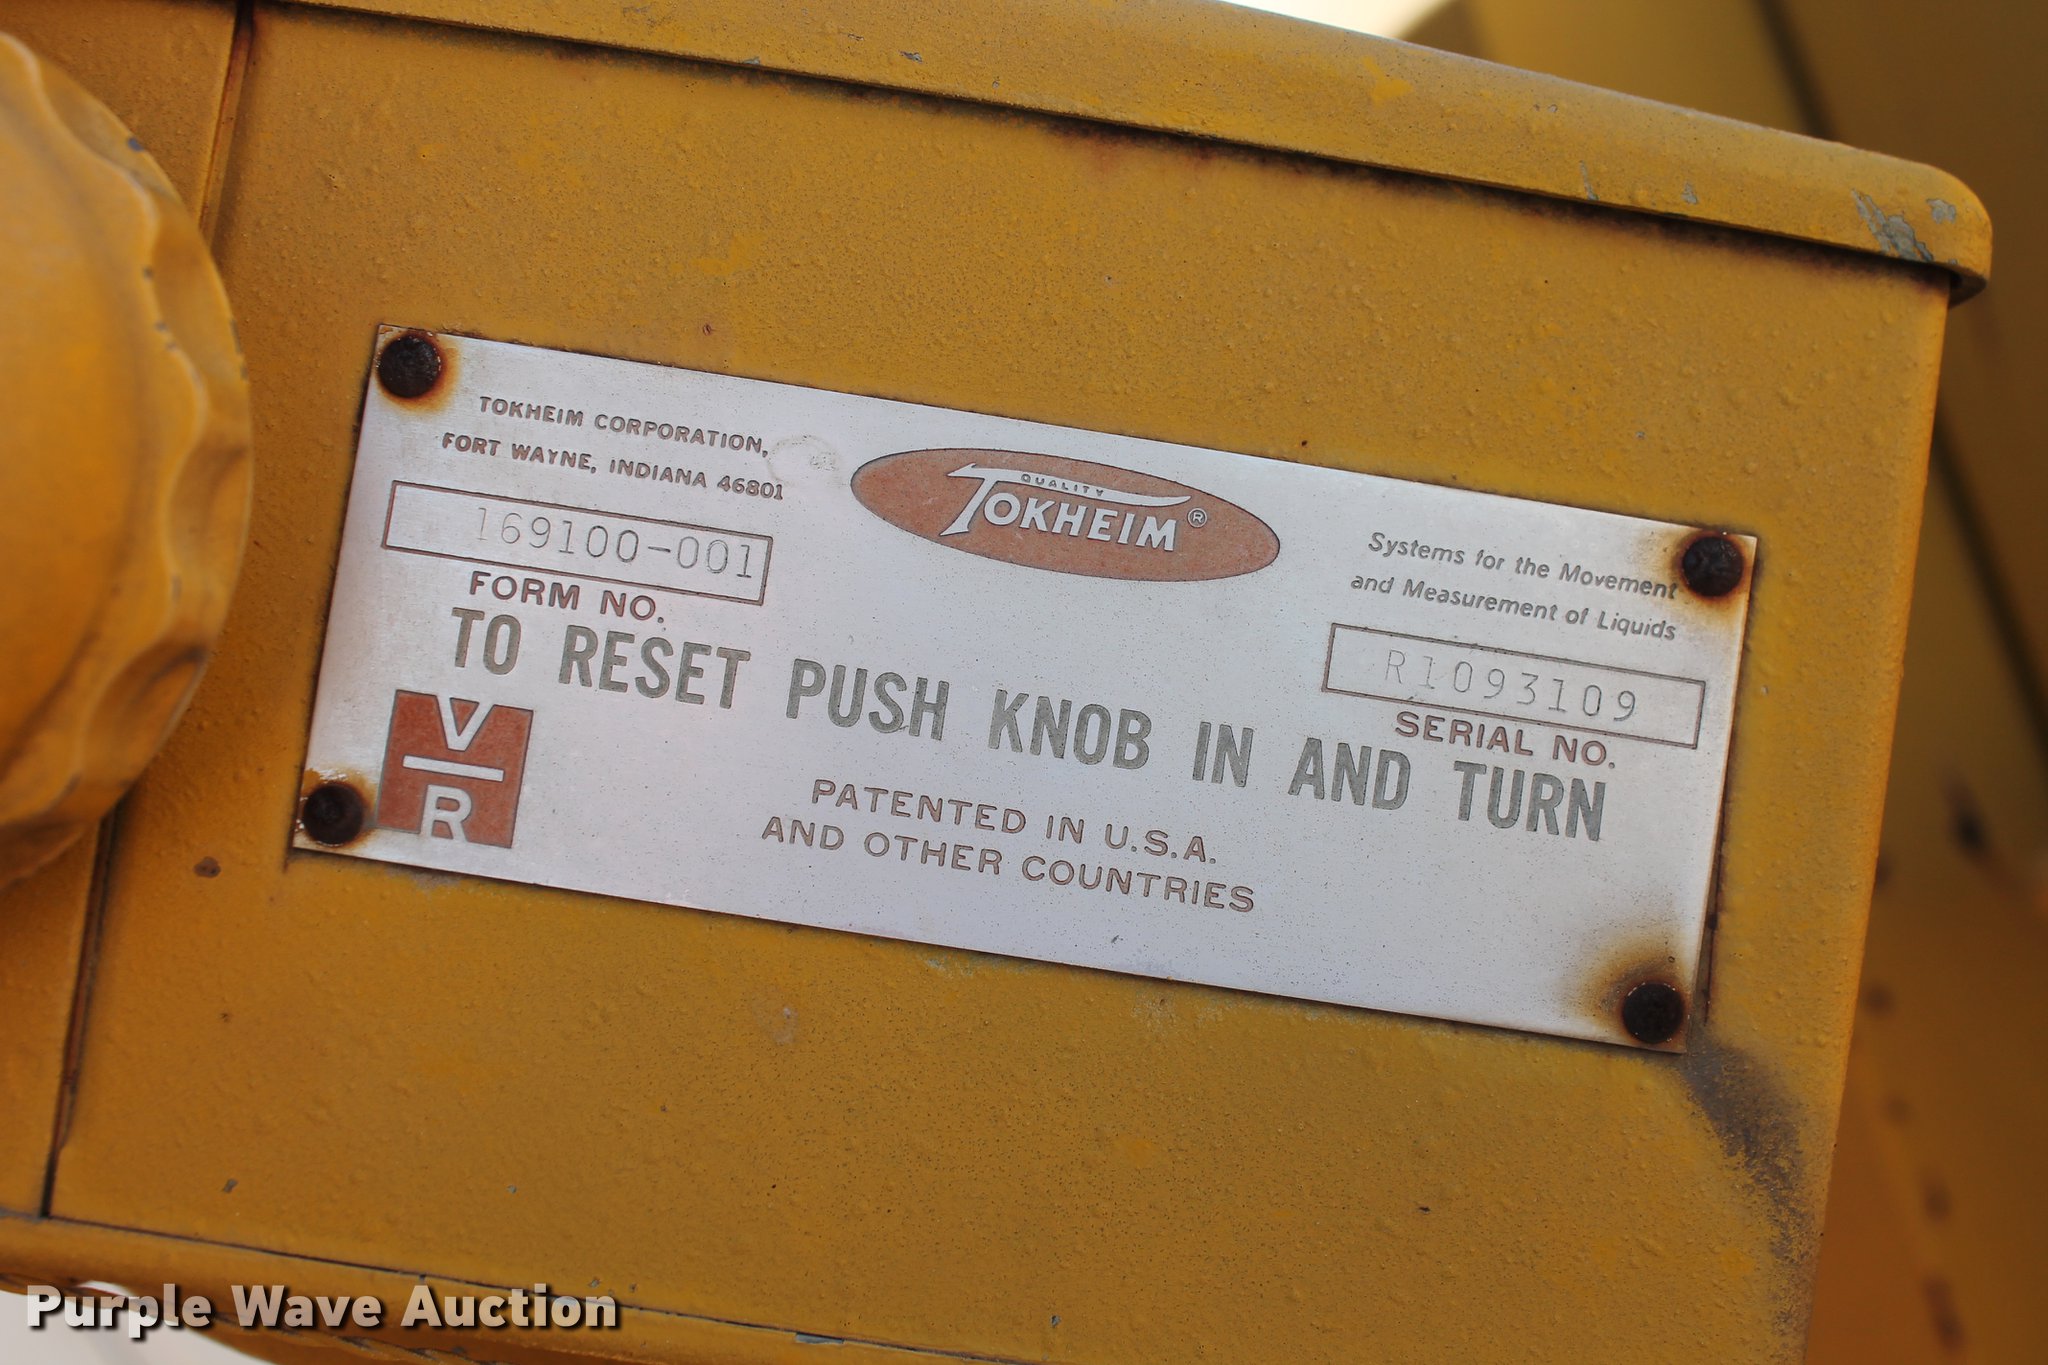 TOKHEIM CORPORATION,
FORT WAYNE, INDIANA 46801
169100-001
FORM NO.
QUALITY
TOKHEIM ®
Systems for the Movement
and Measurement of Liquids
R1093109
SERIAL NO.
TO RESET PUSH KNOB IN AND TURN
V
R
PATENTED IN U.S.A.
AND OTHER COUNTRIES
Purple Wave Auction